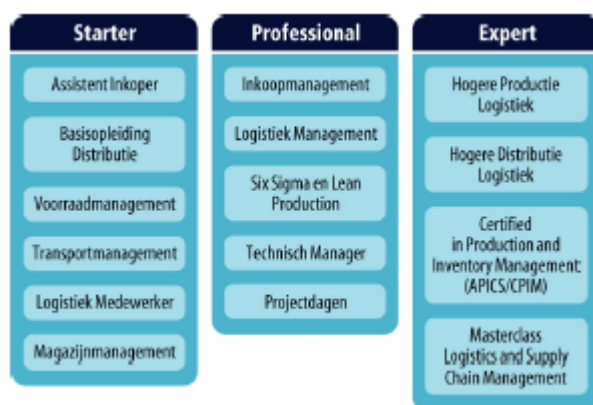 Starter
Assistent Inkoper
Basisopleiding
Distributie
Voorraadmanagement
Transportmanagement
Logistiek Medewerker
Magazijnmanagement
Professional
Inkoopmanagement
Logistiek Management
Six Sigma en Lean
Production
Technisch Manager
Projectdagen
Expert
Hogere Productie
Logistiek
Hogere Distributie
Logistiek
Certified
in Production and
Inventory Management
(APICS/CPIM)
Masterclass
Logistics and Supply
Chain Management